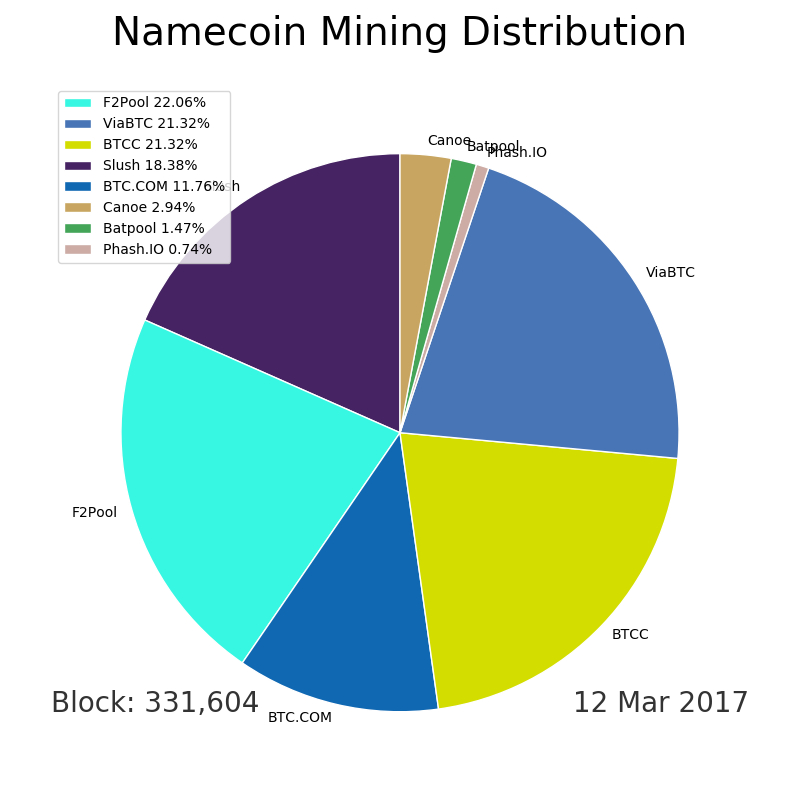 Namecoin Mining Distribution
F2Pool 22.06%
ViaBTC 21.32%
BTCC 21.32%
Slush 18.38%
BTC.COM 11.76%
Canoe 2.94%
Batpool 1.47%
Phash.IO 0.74%
Canoe
Batpool
Phash.IO
ViaBTC
F2Pool
BTCC
Block: 331,604
BTC.COM
12 Mar 2017